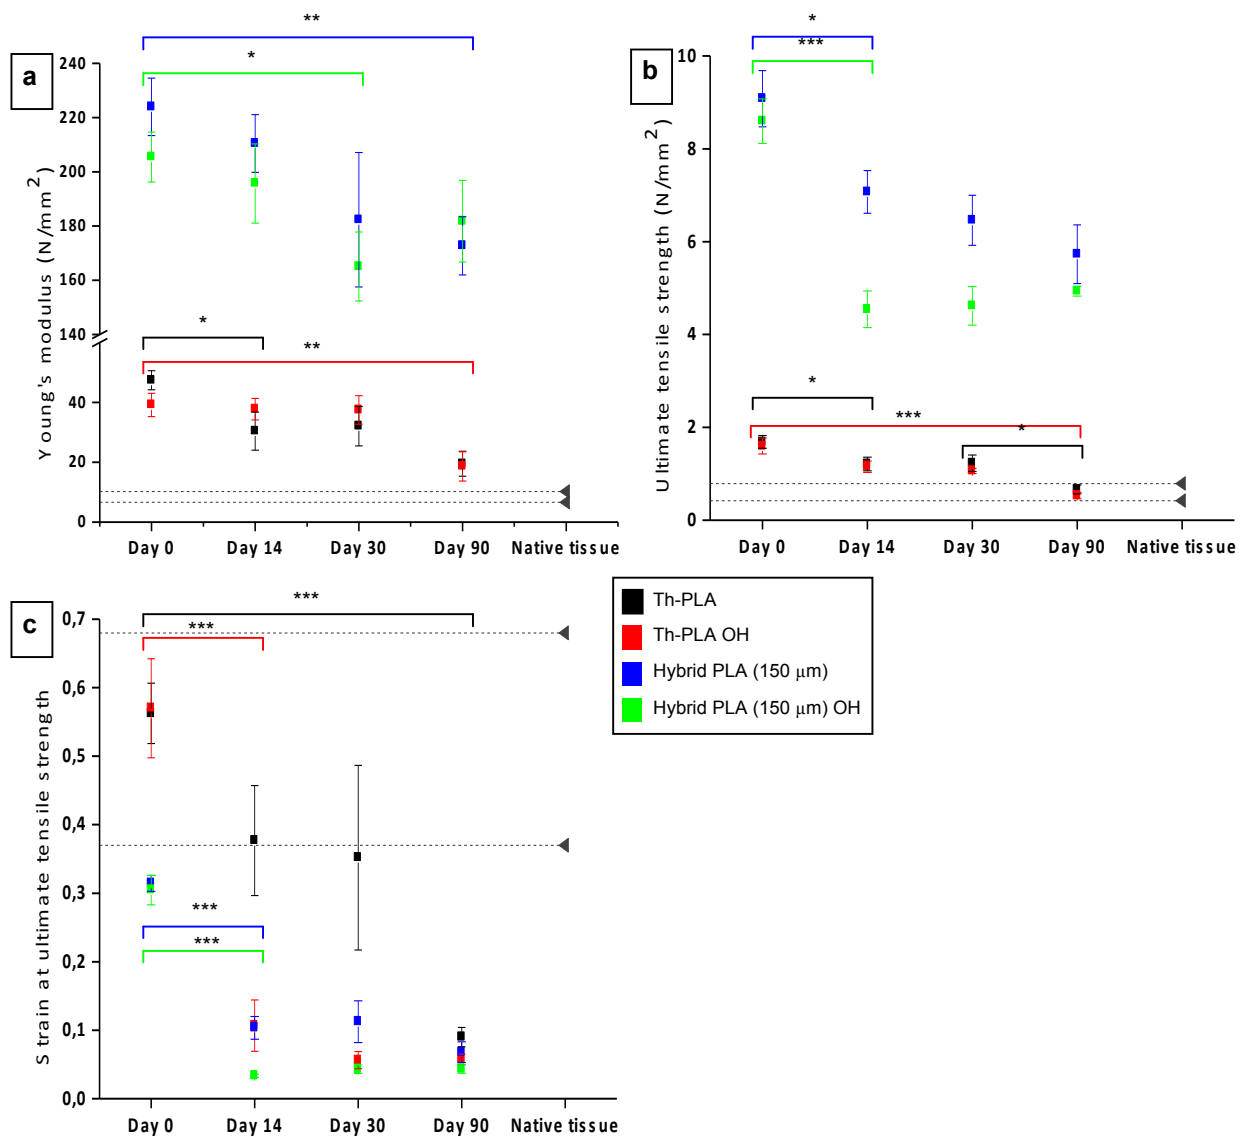 **
*
a
240
220
200
180
160
140
40
20
0
Young's modulus (N/mm²)
*
**
Day 0 Day 14 Day 30 Day 90 Native tissue
*
***
b
10
8
6
4
2
0
Ultimate tensile strength (N/mm²)
*
***
*
Day 0 Day 14 Day 30 Day 90 Native tissue
***
***
c
0,7
0,6
0,5
0,4
0,3
0,2
0,1
0,0
Strain at ultimate tensile strength
***
***
Day 0 Day 14 Day 30 Day 90 Native tissue
Th-PLA
Th-PLA OH
Hybrid PLA (150 μm)
Hybrid PLA (150 μm) OH